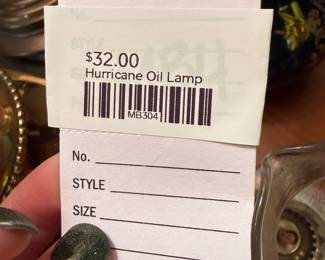 $32.00
Hurricane Oil Lamp
MB304
No.
STYLE
SIZE